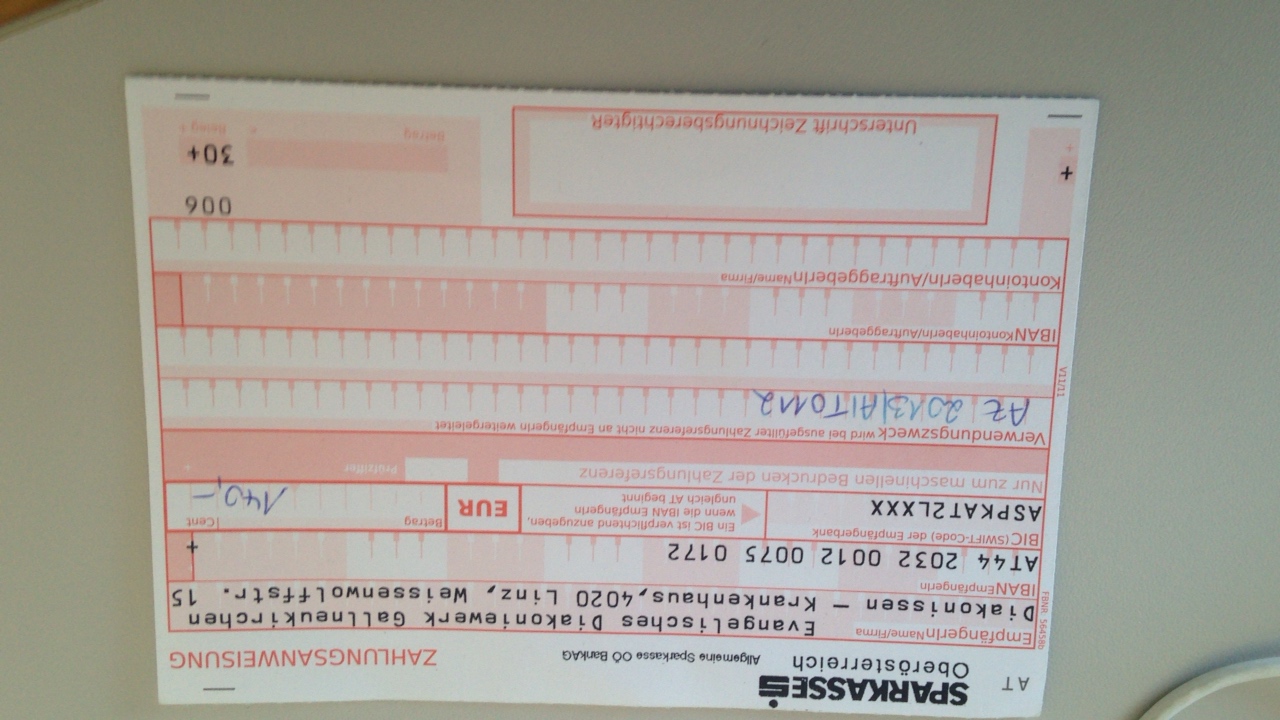 AT SPARKASSE
Oberösterreich Allgemeine Sparkasse OÖ BankAG ZAHLUNGSANWEISUNG
EmpfängerIn Name/Firma Evangelisches Diakoniewerk Gallneukirchen
Diakonissen – Krankenhaus,4020 Linz, Weissenwolffstr. 15
IBAN EmpfängerIn
AT44 2032 0012 0075 0172
+
BIC (SWIFT-Code) der Empfängerbank
ASPKAT2LXXX
Ein BIC ist verpflichtend anzugeben,
wenn die IBAN EmpfängerIn
ungleich AT beginnt
EUR
Betrag
Cent
140,-
Nur zum maschinellen Bedrucken der Zahlungsreferenz
Prüfziffer
Verwendungszweck wird bei ausgefüllter Zahlungsreferenz nicht an EmpfängerIn weitergeleitet
AZ 2013/A1TO112
IBAN KontoinhaberIn/AuftraggeberIn
KontoinhaberIn/AuftraggeberIn Name/Firma
006
30+
Betrag
Beleg +
Unterschrift ZeichnungsberechtigteR
+
+
FBNR. 56458b
V11/11